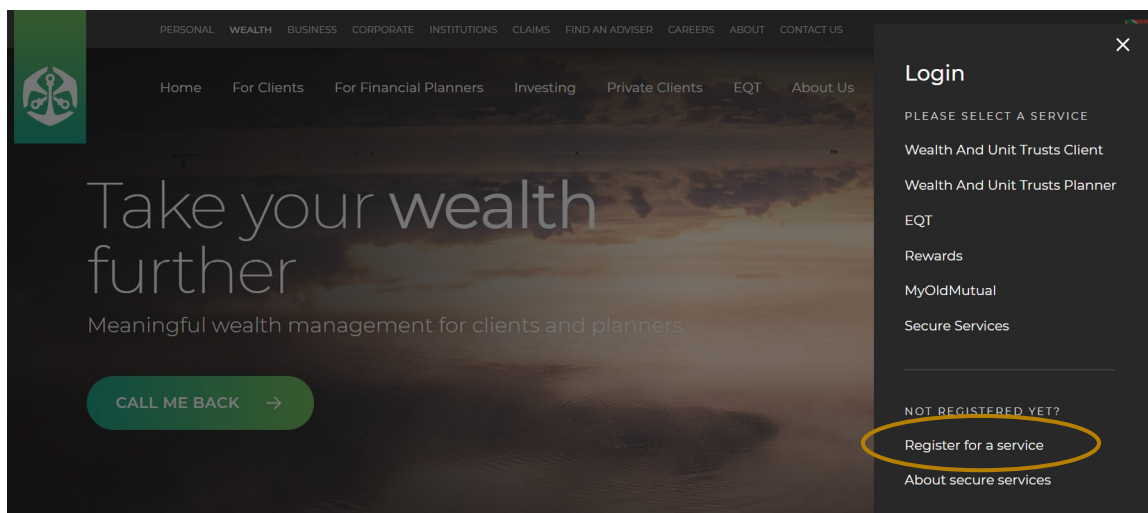 PERSONAL WEALTH BUSINESS CORPORATE INSTITUTIONS CLAIMS FIND AN ADVISER CAREERS ABOUT CONTACT US
Home For Clients For Financial Planners Investing Private Clients EQT About Us
Take your wealth
further
Meaningful wealth management for clients and planners.
CALL ME BACK
Login
PLEASE SELECT A SERVICE
Wealth And Unit Trusts Client
Wealth And Unit Trusts Planner
EQT
Rewards
MyOldMutual
Secure Services
NOT REGISTERED YET?
Register for a service
About secure services